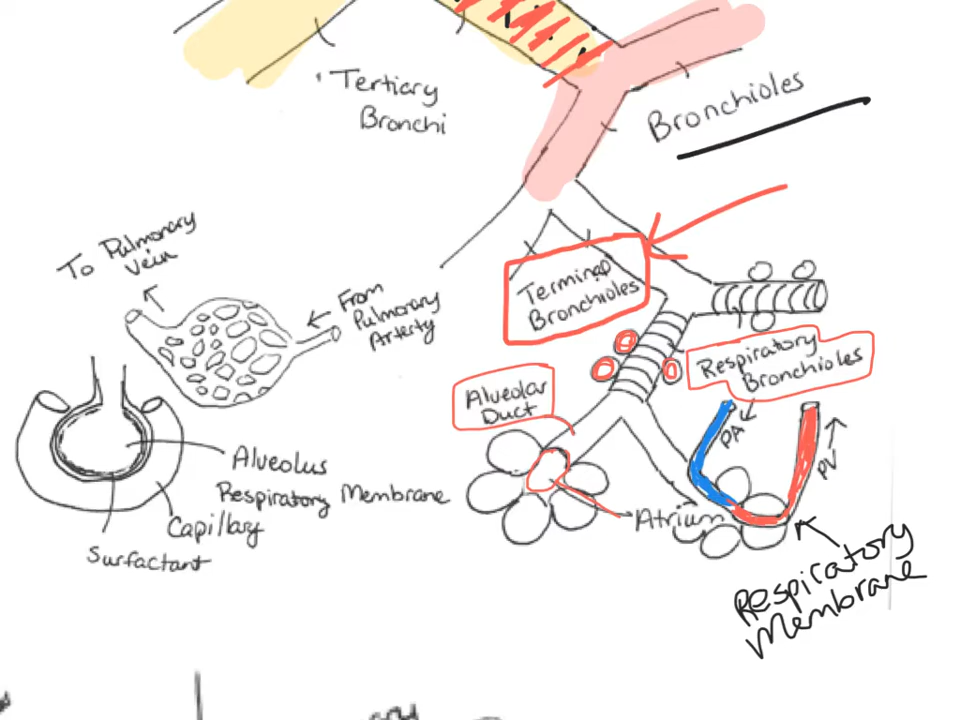 Tertiary
Bronchi
Bronchioles
To Pulmonary
Vein
From
Pulmonary
Arterty
Terminal
Bronchioles
Respiratory
Bronchioles
Alveolar
Duct
PA
PV
Alveolus
Respiratory Membrane
Capillary
Surfactant
Atrium
Respiratory
Membrane